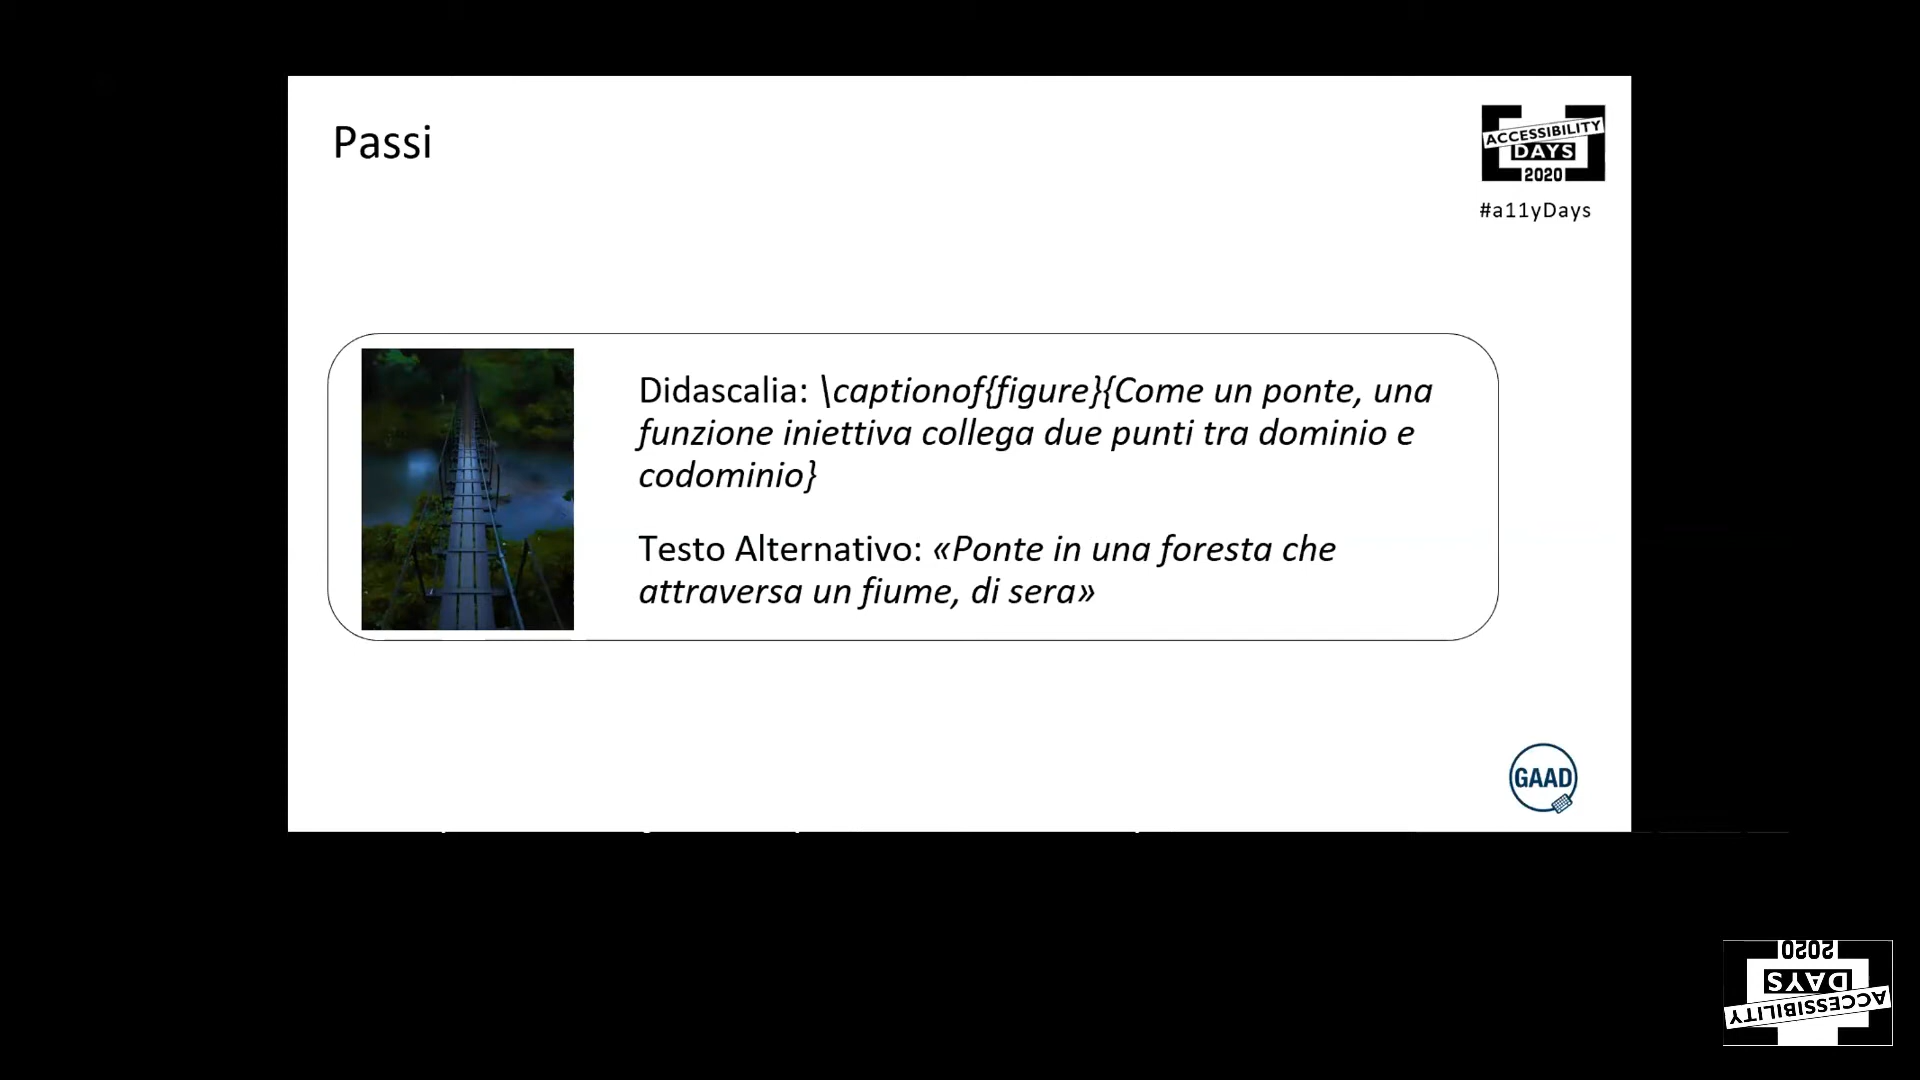 Passi
ACCESSIBILITY
DAYS
2020
#a11yDays
Didascalia: \captionof{figure}{Come un ponte, una
funzione iniettiva collega due punti tra dominio e
codominio}
Testo Alternativo: «Ponte in una foresta che
attraversa un fiume, di sera»
GAAD
2020
DAYS
ACCESSIBILITY